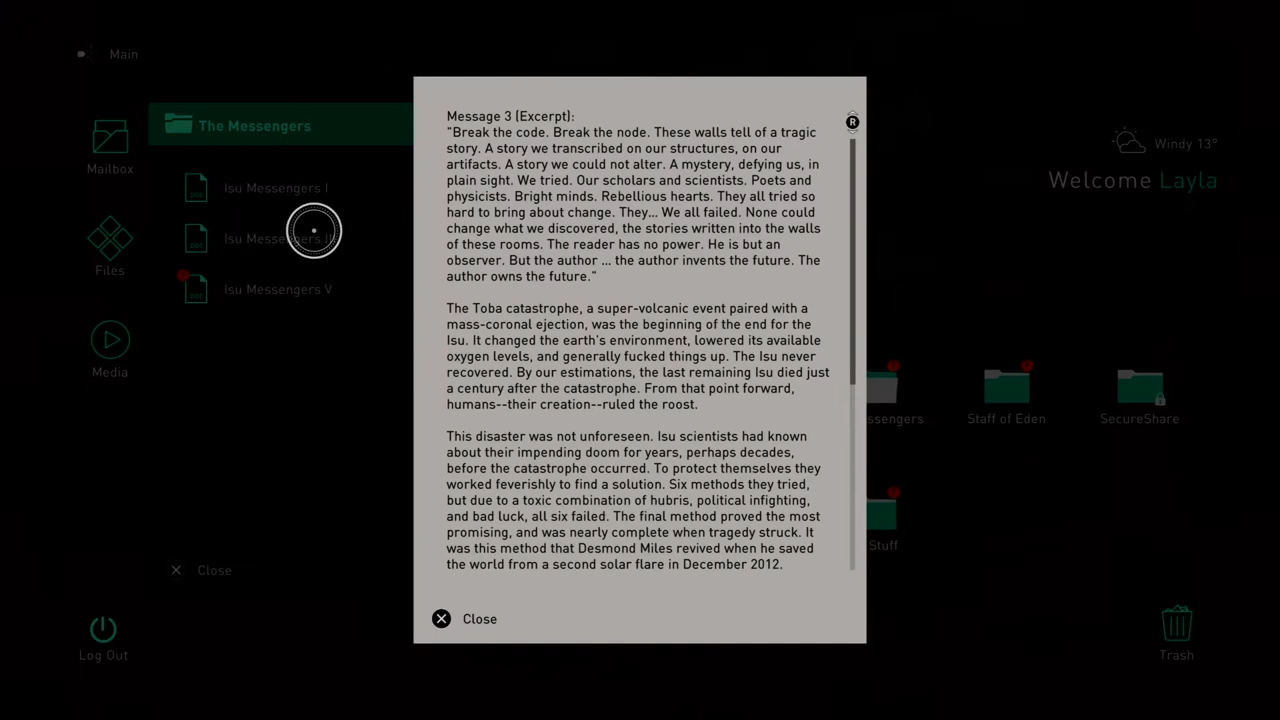 Main
The Messengers
Mailbox
Isu Messengers I
Isu Messengers
Files
Isu Messengers V
Media
Close
Log Out
Message 3 (Excerpt):
"Break the code. Break the node. These walls tell of a tragic
story. A story we transcribed on our structures, on our
artifacts. A story we could not alter. A mystery, defying us, in
plain sight. We tried. Our scholars and scientists. Poets and
physicists. Bright minds. Rebellious hearts. They all tried so
hard to bring about change. They... We all failed. None could
change what we discovered, the stories written into the walls
of these rooms. The reader has no power. He is but an
observer. But the author ... the author invents the future. The
author owns the future."
The Toba catastrophe, a super-volcanic event paired with a
mass-coronal ejection, was the beginning of the end for the
Isu. It changed the earth's environment, lowered its available
oxygen levels, and generally fucked things up. The Isu never
recovered. By our estimations, the last remaining Isu died just
a century after the catastrophe. From that point forward,
humans--their creation--ruled the roost.
This disaster was not unforeseen. Isu scientists had known
about their impending doom for years, perhaps decades,
before the catastrophe occurred. To protect themselves they
worked feverishly to find a solution. Six methods they tried,
but due to a toxic combination of hubris, political infighting,
and bad luck, all six failed. The final method proved the most
promising, and was nearly complete when tragedy struck. It
was this method that Desmond Miles revived when he saved
the world from a second solar flare in December 2012.
R
Close
Windy 13°
Welcome Layla
ssengers
Staff of Eden
SecureShare
Stuff
Trash